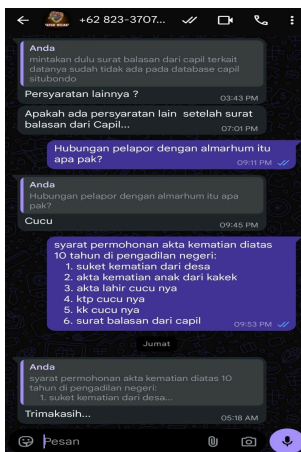 +62 823-3707...
Anda
mintakan dulu surat balasan dari capil terkait
datanya sudah tidak ada pada database capil
situbondo
Persyaratan lainnya ?
03:43 PM
Apakah ada persyaratan lain setelah surat
balasan dari Capil...
07:01 PM
Hubungan pelapor dengan almarhum itu
apa pak?
09:11 PM
Anda
Hubungan pelapor dengan almarhum itu apa
pak?
Cucu
09:45 PM
syarat permohonan akta kematian diatas
10 tahun di pengadilan negeri:
1. suket kematian dari desa
2. akta kematian anak dari kakek
3. akta lahir cucu nya
4. ktp cucu nya
5. kk cucu nya
6. surat balasan dari capil
09:53 PM
Jumat
Anda
syarat permohonan akta kematian diatas 10
tahun di pengadilan negeri:
1. suket kematian dari desa...
Trimakasih...
05:18 AM
Pesan